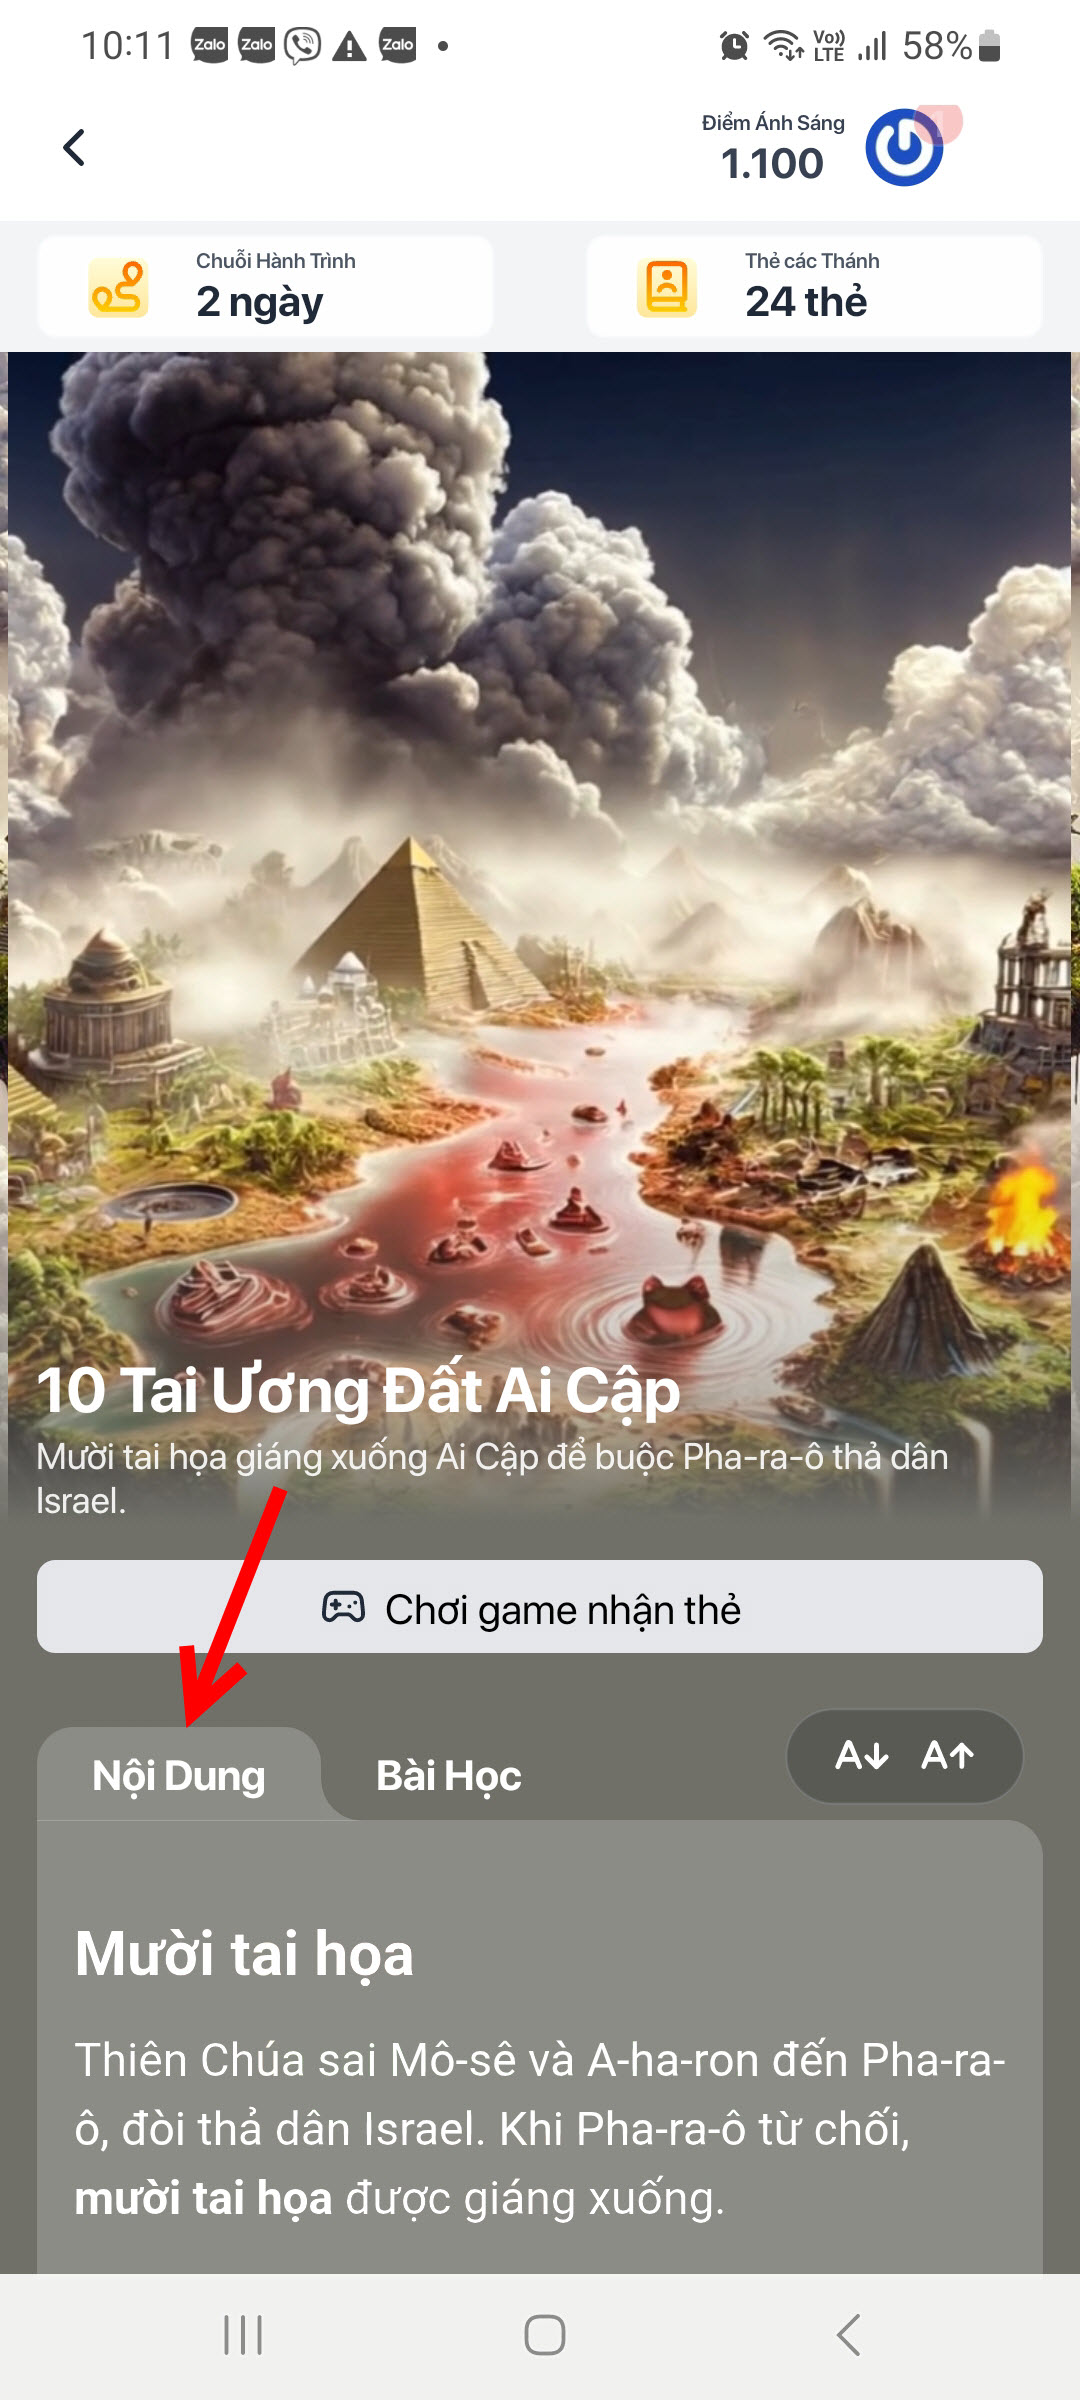 10:11 Zalo Zalo Zalo Vo)) LTE 58%
Điểm Ánh Sáng
1.100
Chuỗi Hành Trình
2 ngày
Thẻ các Thánh
24 thẻ
10 Tai Ương Đất Ai Cập
Mười tai họa giáng xuống Ai Cập để buộc Pha-ra-ô thả dân
Israel.
Chơi game nhận thẻ
Nội Dung Bài Học A↓ A↑
Mười tai họa
Thiên Chúa sai Mô-sê và A-ha-ron đến Pha-ra-
ô, đòi thả dân Israel. Khi Pha-ra-ô từ chối,
mười tai họa được giáng xuống.